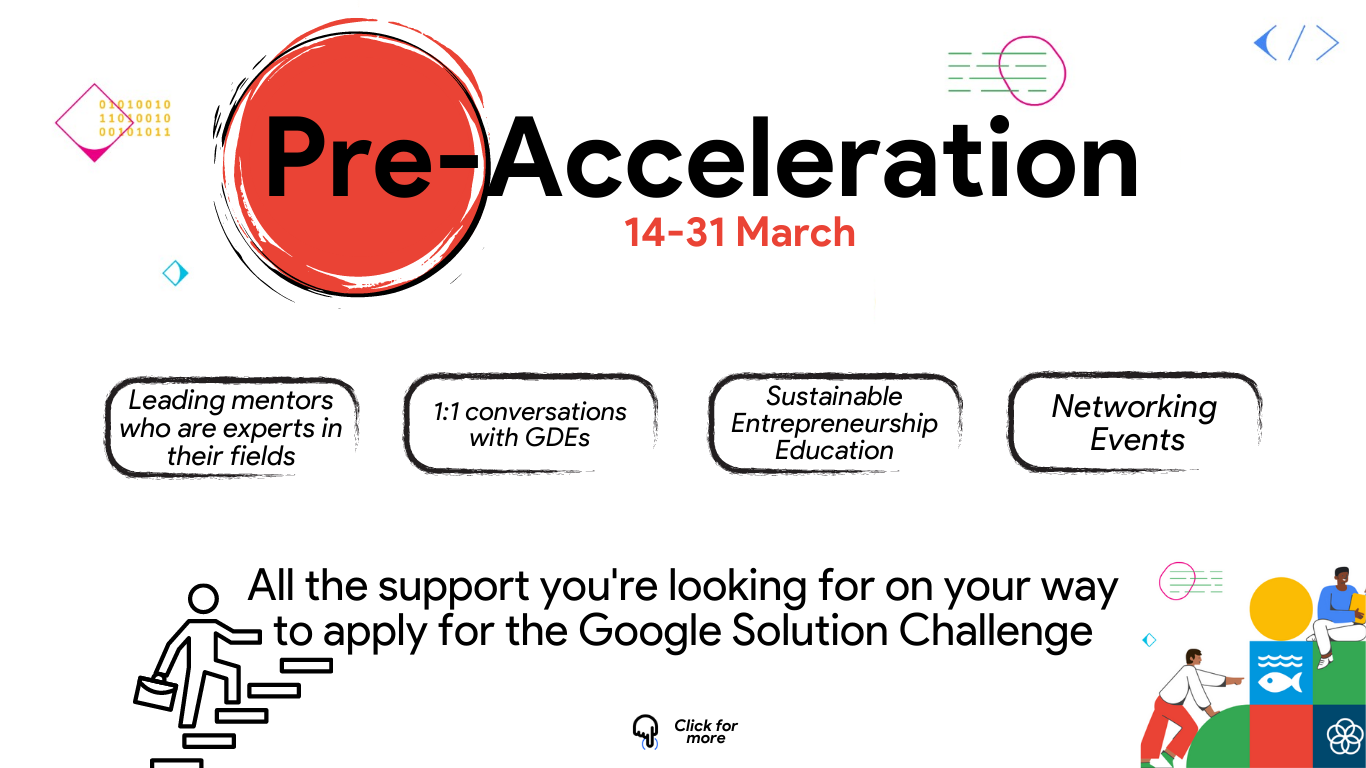 </>
01010010
11010010
00101011
Pre-Acceleration
14-31 March
Leading mentors
who are experts in
their fields
1:1 conversations
with GDEs
Sustainable
Entrepreneurship
Education
Networking
Events
All the support you're looking for on your way
to apply for the Google Solution Challenge
Click for
more